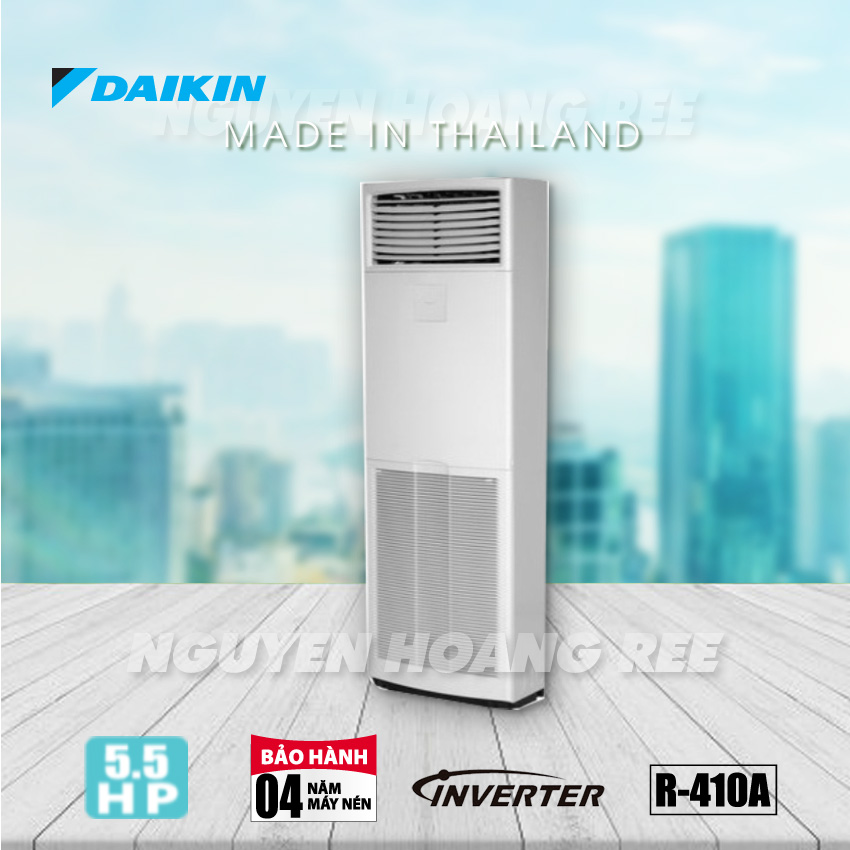 DAIKIN
NGUYEN HOANG REE
MADE IN THAILAND
NGUYEN HOANG REE
5.5
HP
BẢO HÀNH
04 NĂM
MÁY NÉN
INVERTER
R-410A